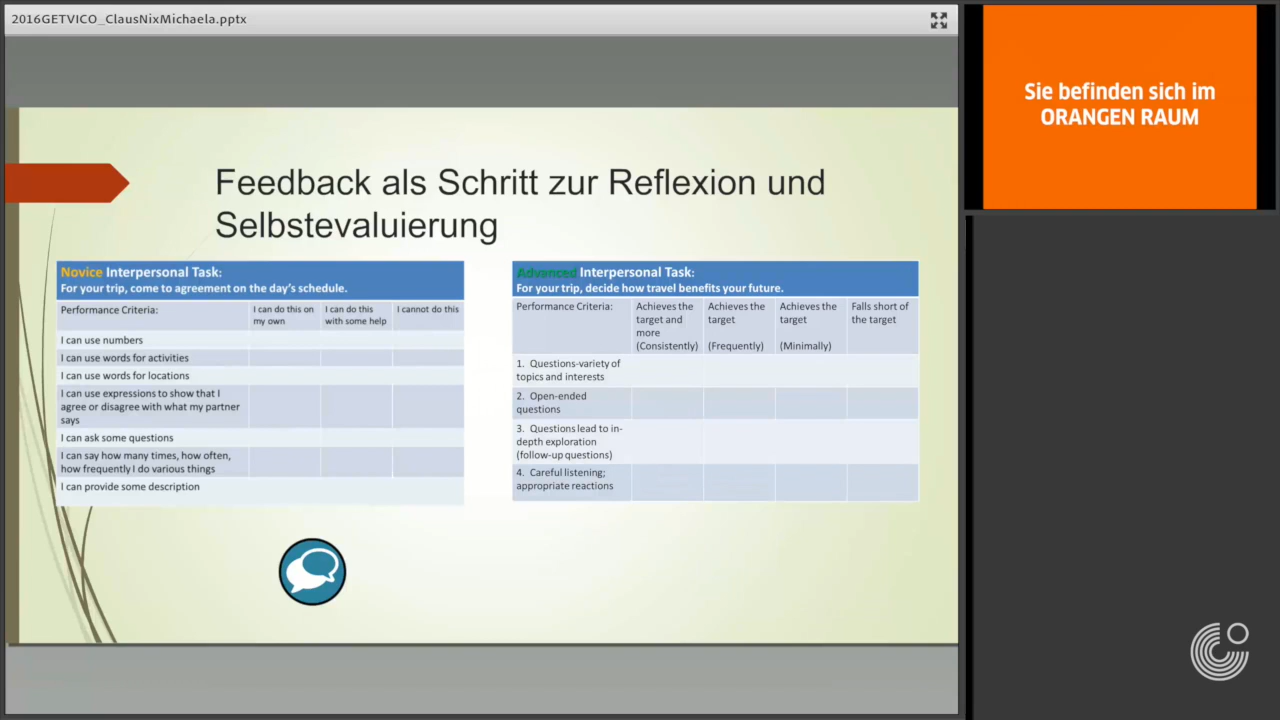 2016GETVICO_ClausNixMichaela.pptx
Sie befinden sich im
ORANGEN RAUM
Feedback als Schritt zur Reflexion und
Selbstevaluierung
Novice Interpersonal Task:
For your trip, come to agreement on the day's schedule.
Performance Criteria:
I can do this on
my own
I can do this
with some help
I cannot do this
I can use numbers
I can use words for activities
I can use words for locations
I can use expressions to show that I
agree or disagree with what my partner
says
I can ask some questions
I can say how many times, how often,
how frequently I do various things
I can provide some description
Advanced Interpersonal Task:
For your trip, decide how travel benefits your future.
Performance Criteria:
Achieves the
target and
more
(Consistently)
Achieves the
target
(Frequently)
Achieves the
target
(Minimally)
Falls short of
the target
1. Questions-variety of
topics and interests
2. Open-ended
questions
3. Questions lead to in-
depth exploration
(follow-up questions)
4. Careful listening;
appropriate reactions